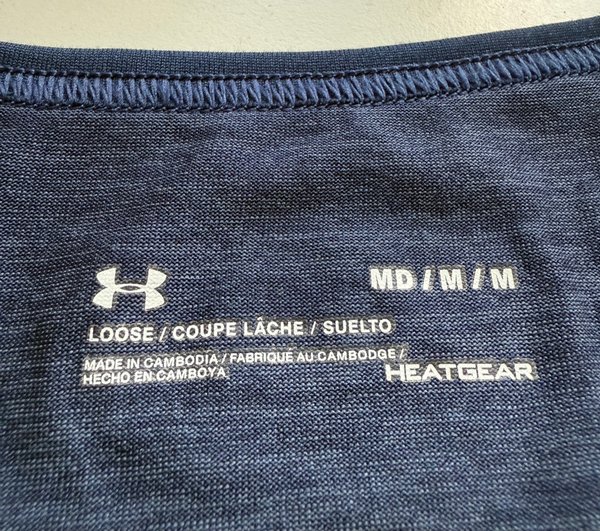 MD / M / M
LOOSE / COUPE LÂCHE / SUELTO
MADE IN CAMBODIA / FABRIQUÉ AU CAMBODGE /
HECHO EN CAMBOYA
HEATGEAR